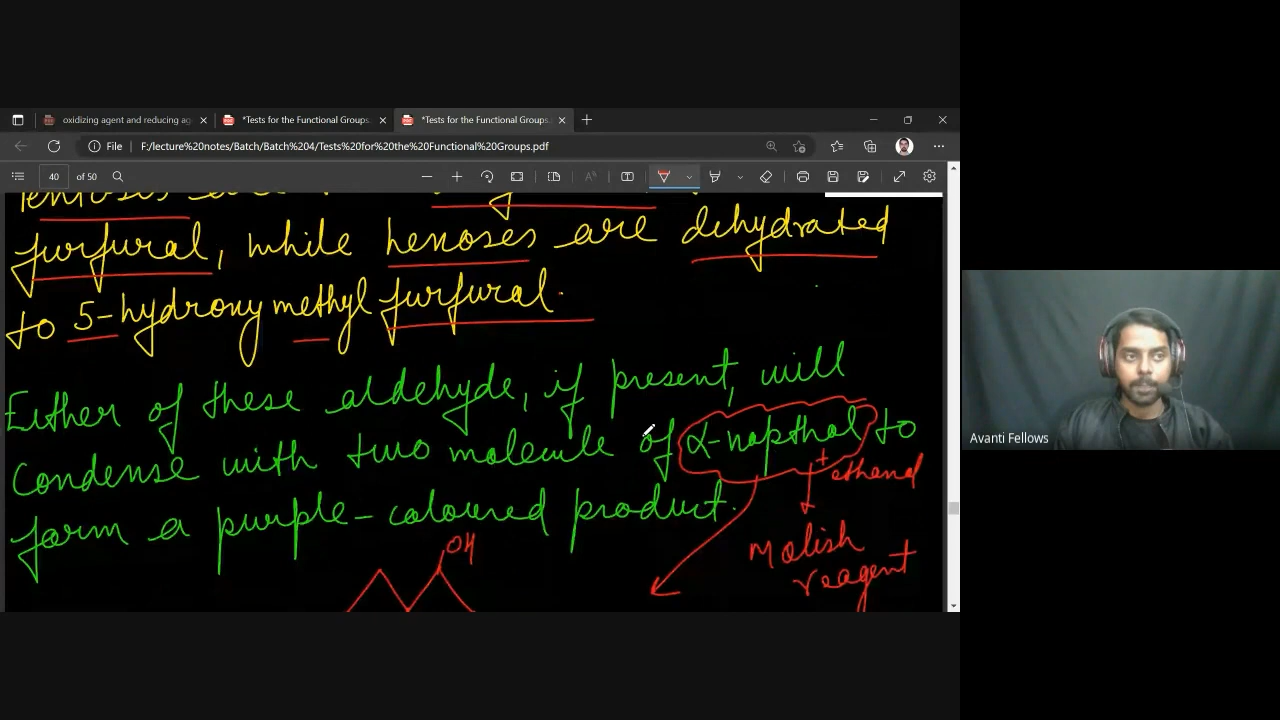 oxidizing agent and reducing ag
*Tests for the Functional Groups.
*Tests for the Functional Groups.
File
F:/lecture%20notes/Batch/Batch%204/Tests%20for%20the%20Functional%20Groups.pdf
40 of 50
furfural, while hexoses are dehydrated
to 5-hydroxy methyl furfural.
Either of these aldehyde, if present, will
condense with two molecule of α-napthol to
+ ethanol
form a purple-coloured product.
Molish
reagent
OH
Avanti Fellows